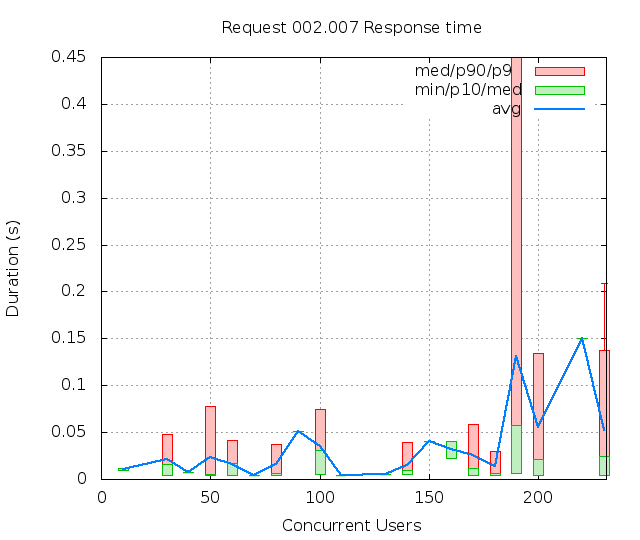 Request 002.007 Response time
med/p90/p9
min/p10/med
avg
0.45
0.4
0.35
0.3
0.25
0.2
0.15
0.1
0.05
0
Duration (s)
0 50 100 150 200
Concurrent Users